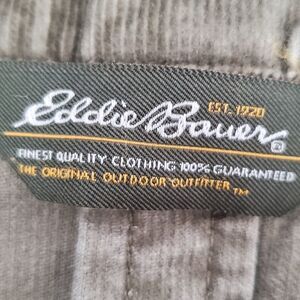 EST. 1920
Eddie Bauer®
FINEST QUALITY CLOTHING 100% GUARANTEED
THE ORIGINAL OUTDOOR OUTFITTER™